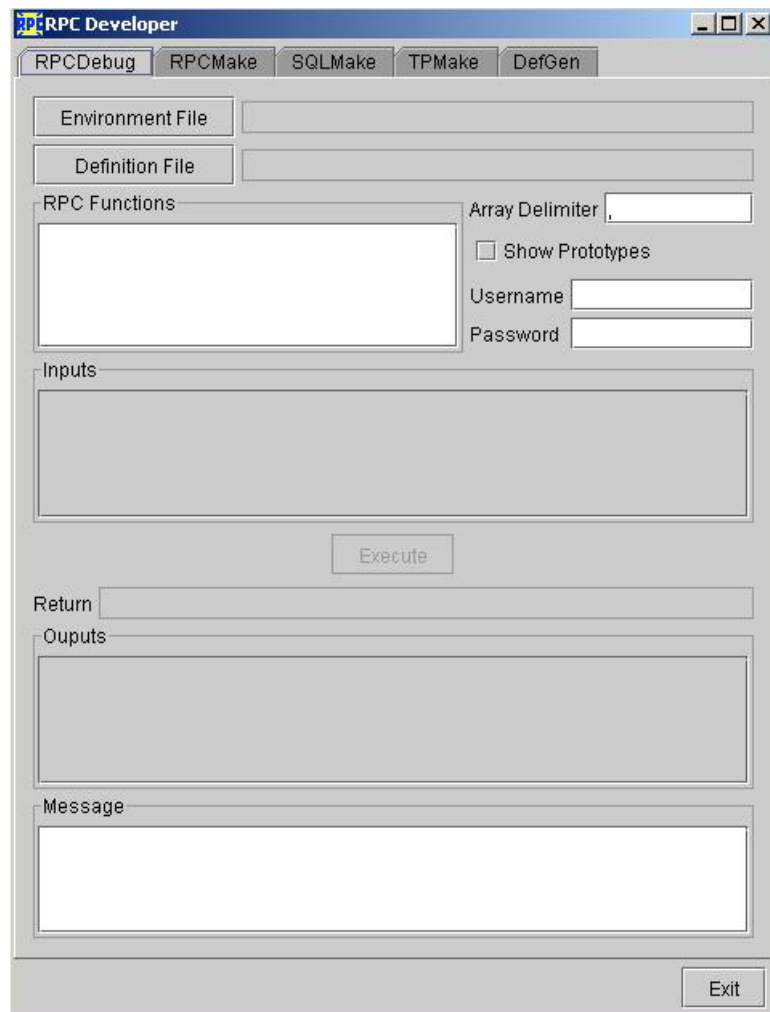 RPC RPC Developer
RPCDebug RPCMake SQLMake TPMake DefGen
Environment File
Definition File
RPC Functions
Array Delimiter ,
Show Prototypes
Username
Password
Inputs
Execute
Return
Ouputs
Message
Exit